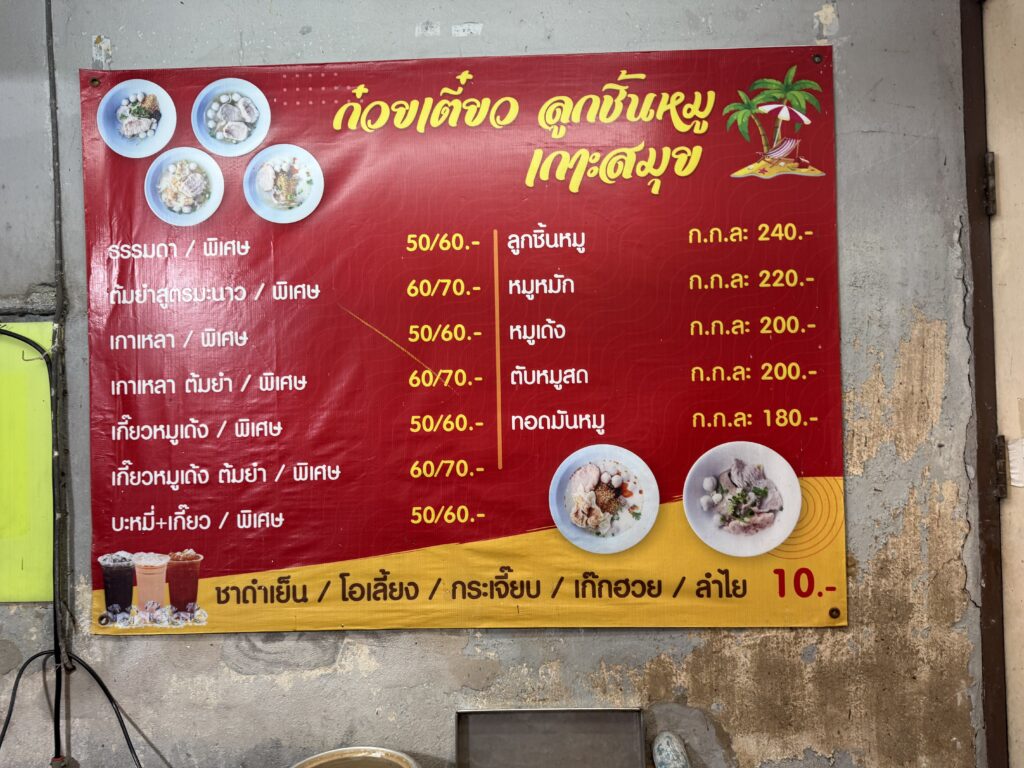 ก๋วยเตี๋ยว ลูกชิ้นหมู
เกาะสมุย
ธรรมดา / พิเศษ 50/60.-
ต้มยำสูตรมะนาว / พิเศษ 60/70.-
เกาเหลา / พิเศษ 50/60.-
เกาเหลา ต้มยำ / พิเศษ 60/70.-
เกี๊ยวหมูเด้ง / พิเศษ 50/60.-
เกี๊ยวหมูเด้ง ต้มยำ / พิเศษ 60/70.-
บะหมี่+เกี๊ยว / พิเศษ 50/60.-
ลูกชิ้นหมู ก.ก.ละ 240.-
หมูหมัก ก.ก.ละ 220.-
หมูเด้ง ก.ก.ละ 200.-
ตับหมูสด ก.ก.ละ 200.-
ทอดมันหมู ก.ก.ละ 180.-
ชาดำเย็น / โอเลี้ยง / กระเจี๊ยบ / เก๊กฮวย / ลำไย 10.-